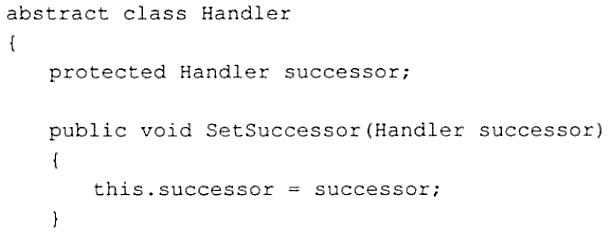 abstract class Handler
{
    protected Handler successor;

    public void SetSuccessor(Handler successor)
    {
        this.successor = successor;
    }